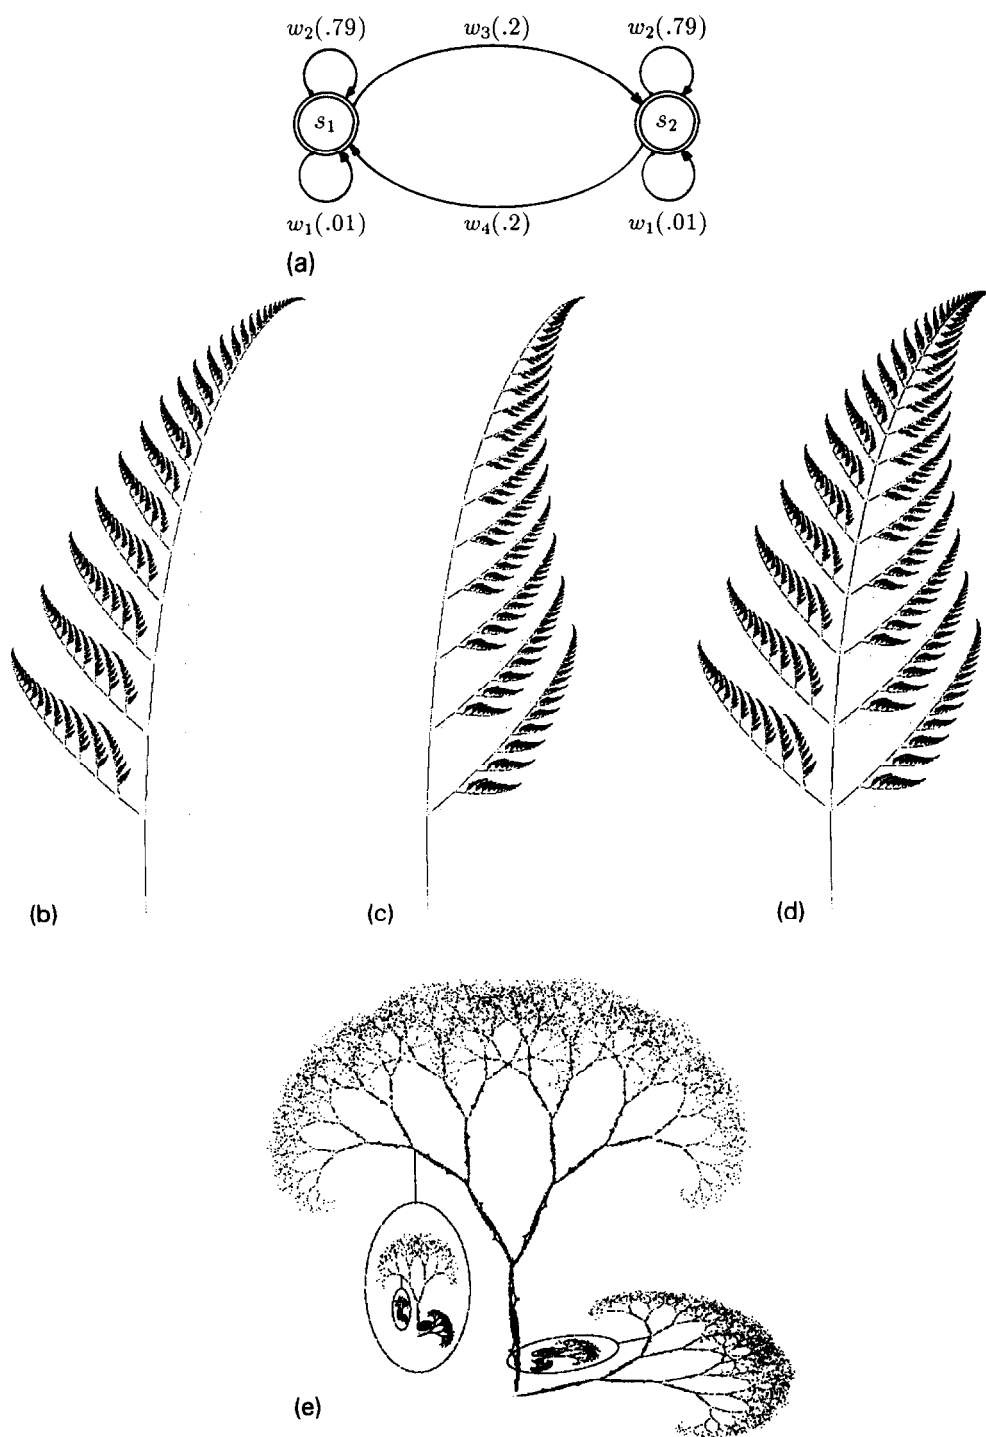 w₂(.79) w₃(.2) w₂(.79)
s₁ s₂
w₁(.01) w₄(.2) w₁(.01)
(a)
(b) (c) (d)
(e)